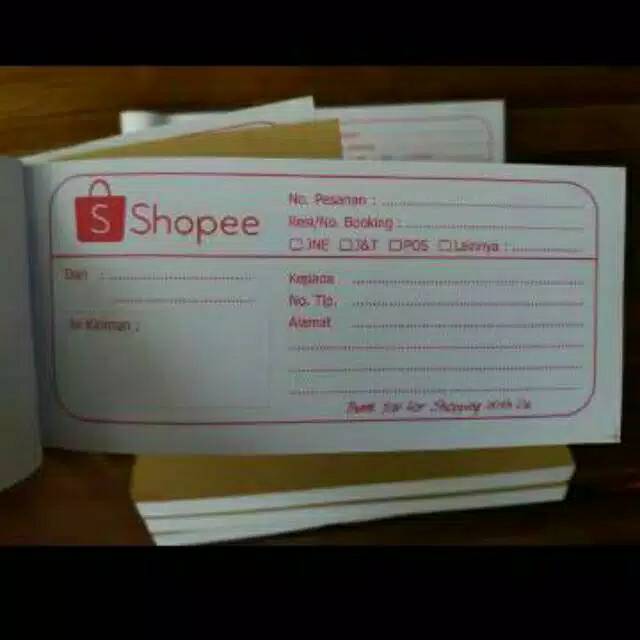 S Shopee
No. Pesanan :
Resi/No. Booking :
JNE J&T POS Lainnya :
Dari :
Isi Kiriman :
Kepada
No. Tlp.
Alamat
Thank You For Shopping With Us